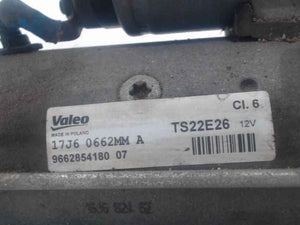 Valeo
Cl. 6
MADE IN POLAND
TS22E26 12V
17J6 0662MM A
9662854180 07